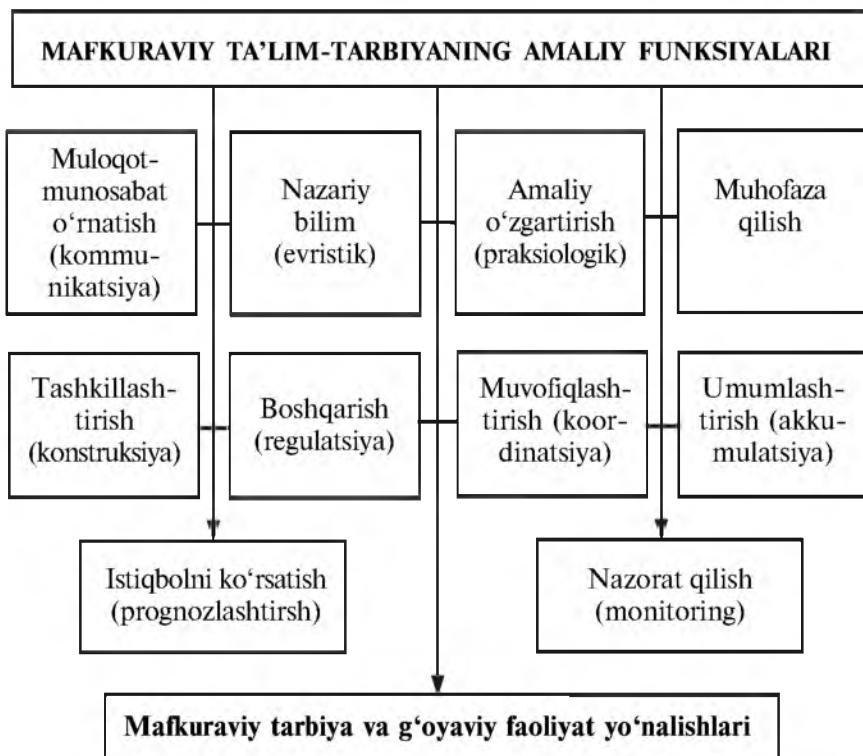 MAFKURAVIY TA’LIM-TARBIYANING AMALIY FUNKSIYALARI
Muloqot-
munosabat
o‘rnatish
(kommu-
nikatsiya)
Nazariy
bilim
(evristik)
Amaliy
o‘zgartirish
(praksiologik)
Muhofaza
qilish
Tashkillash-
tirish
(konstruksiya)
Boshqarish
(regulatsiya)
Muvofiqlash-
tirish (koor-
dinatsiya)
Umumlash-
tirish (akku-
mulatsiya)
Istiqbolni ko‘rsatish
(prognozlashtirsh)
Nazorat qilish
(monitoring)
Mafkuraviy tarbiya va g‘oyaviy faoliyat yo‘nalishlari